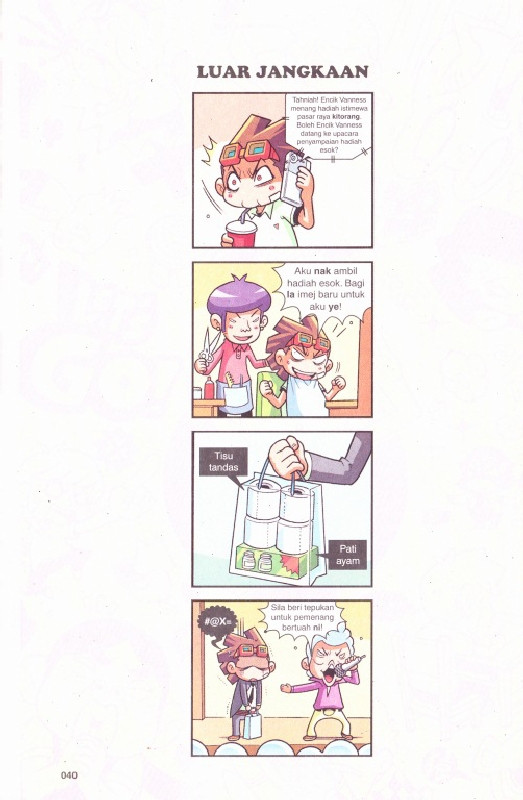 LUAR JANGKAAN
Tahniah! Encik Vanness
menang hadiah istimewa
pasar raya kitorang.
Boleh Encik Vanness
datang ke upacara
penyampaian hadiah
esok?
Aku nak ambil
hadiah esok. Bagi
la imej baru untuk
aku ye!
Tisu
tandas
Pati
ayam
#@X=
Sila beri tepukan
untuk pemenang
bertuah ni!
040